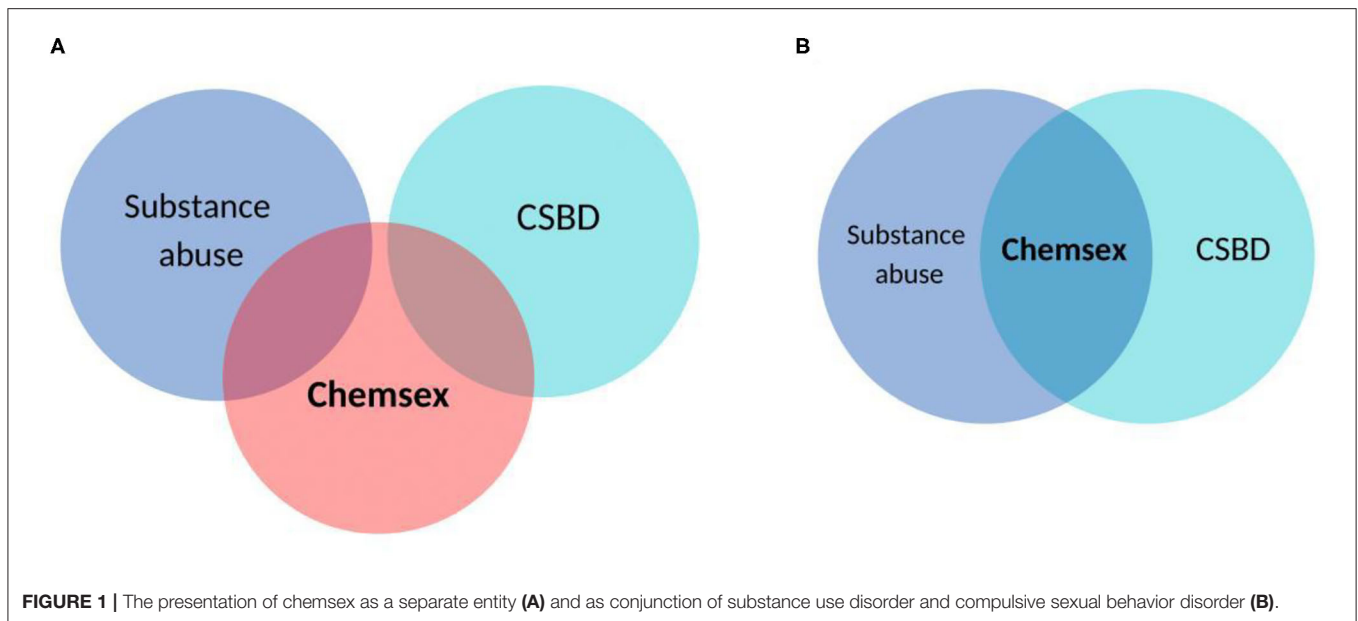 A
Substance
abuse
CSBD
Chemsex
B
Substance
abuse
Chemsex
CSBD
FIGURE 1 | The presentation of chemsex as a separate entity (A) and as conjunction of substance use disorder and compulsive sexual behavior disorder (B).